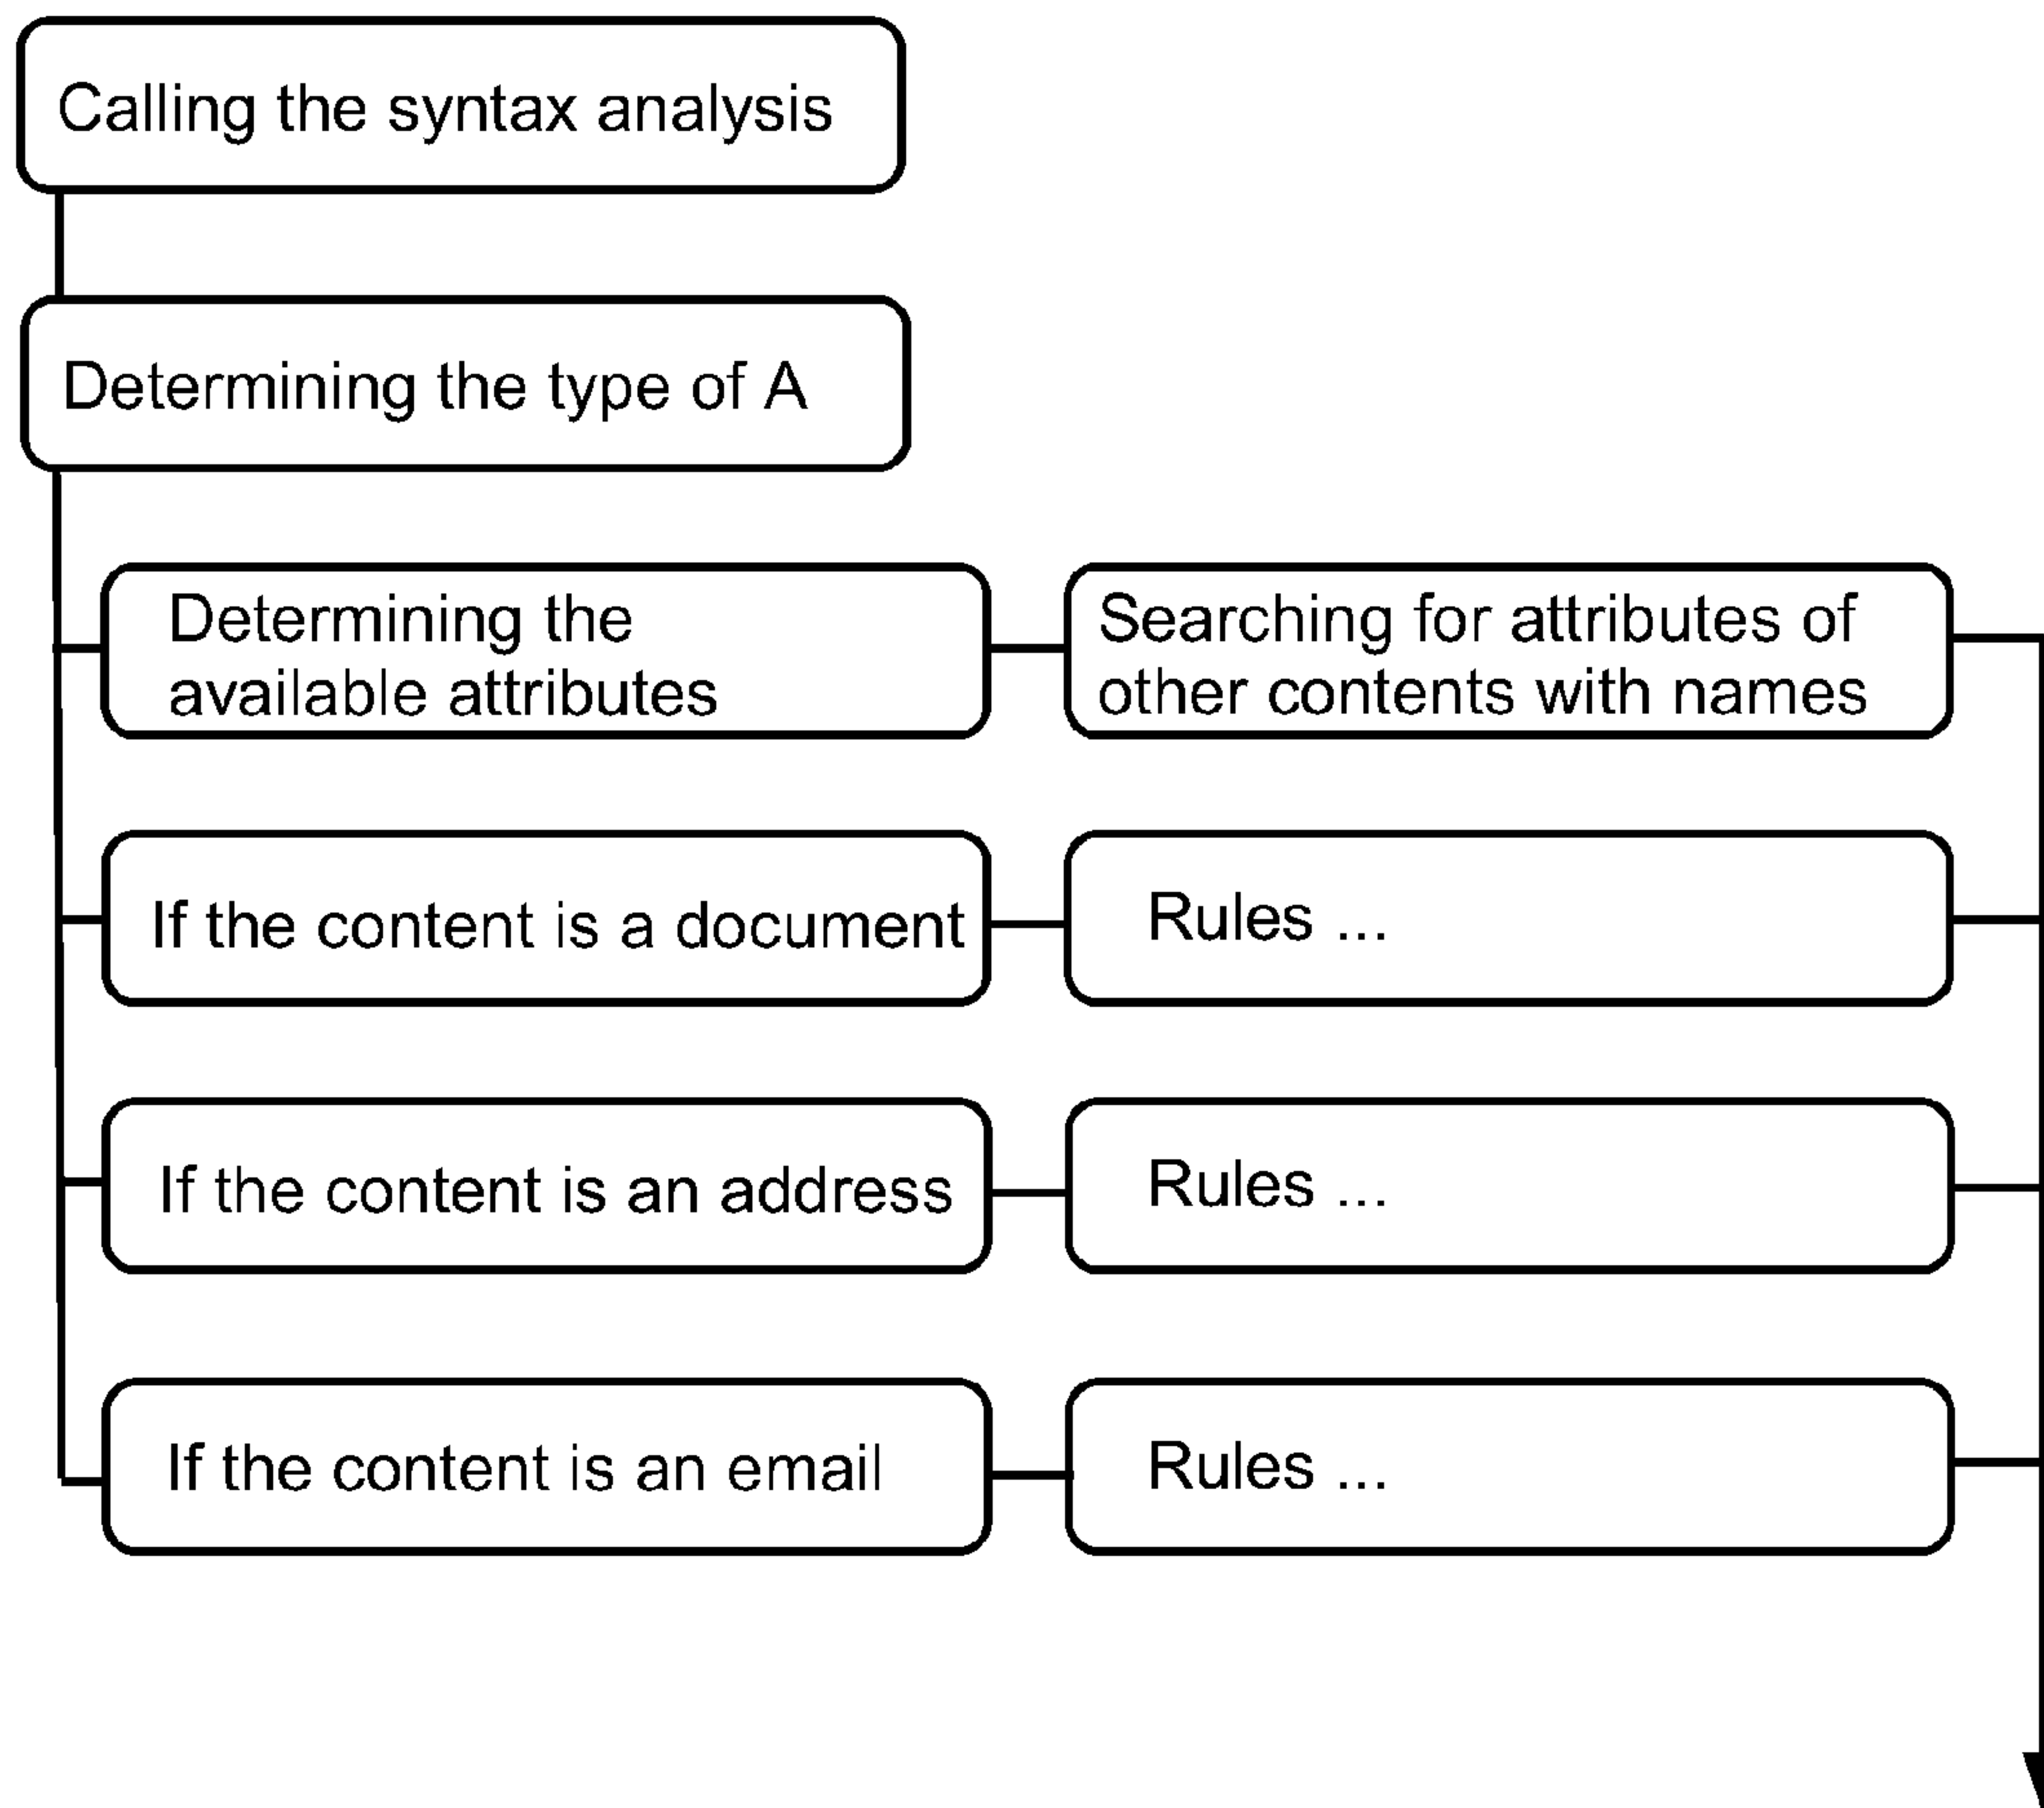 Calling the syntax analysis
Determining the type of A
Determining the
available attributes
Searching for attributes of
other contents with names
If the content is a document
Rules ...
If the content is an address
Rules ...
If the content is an email
Rules ...